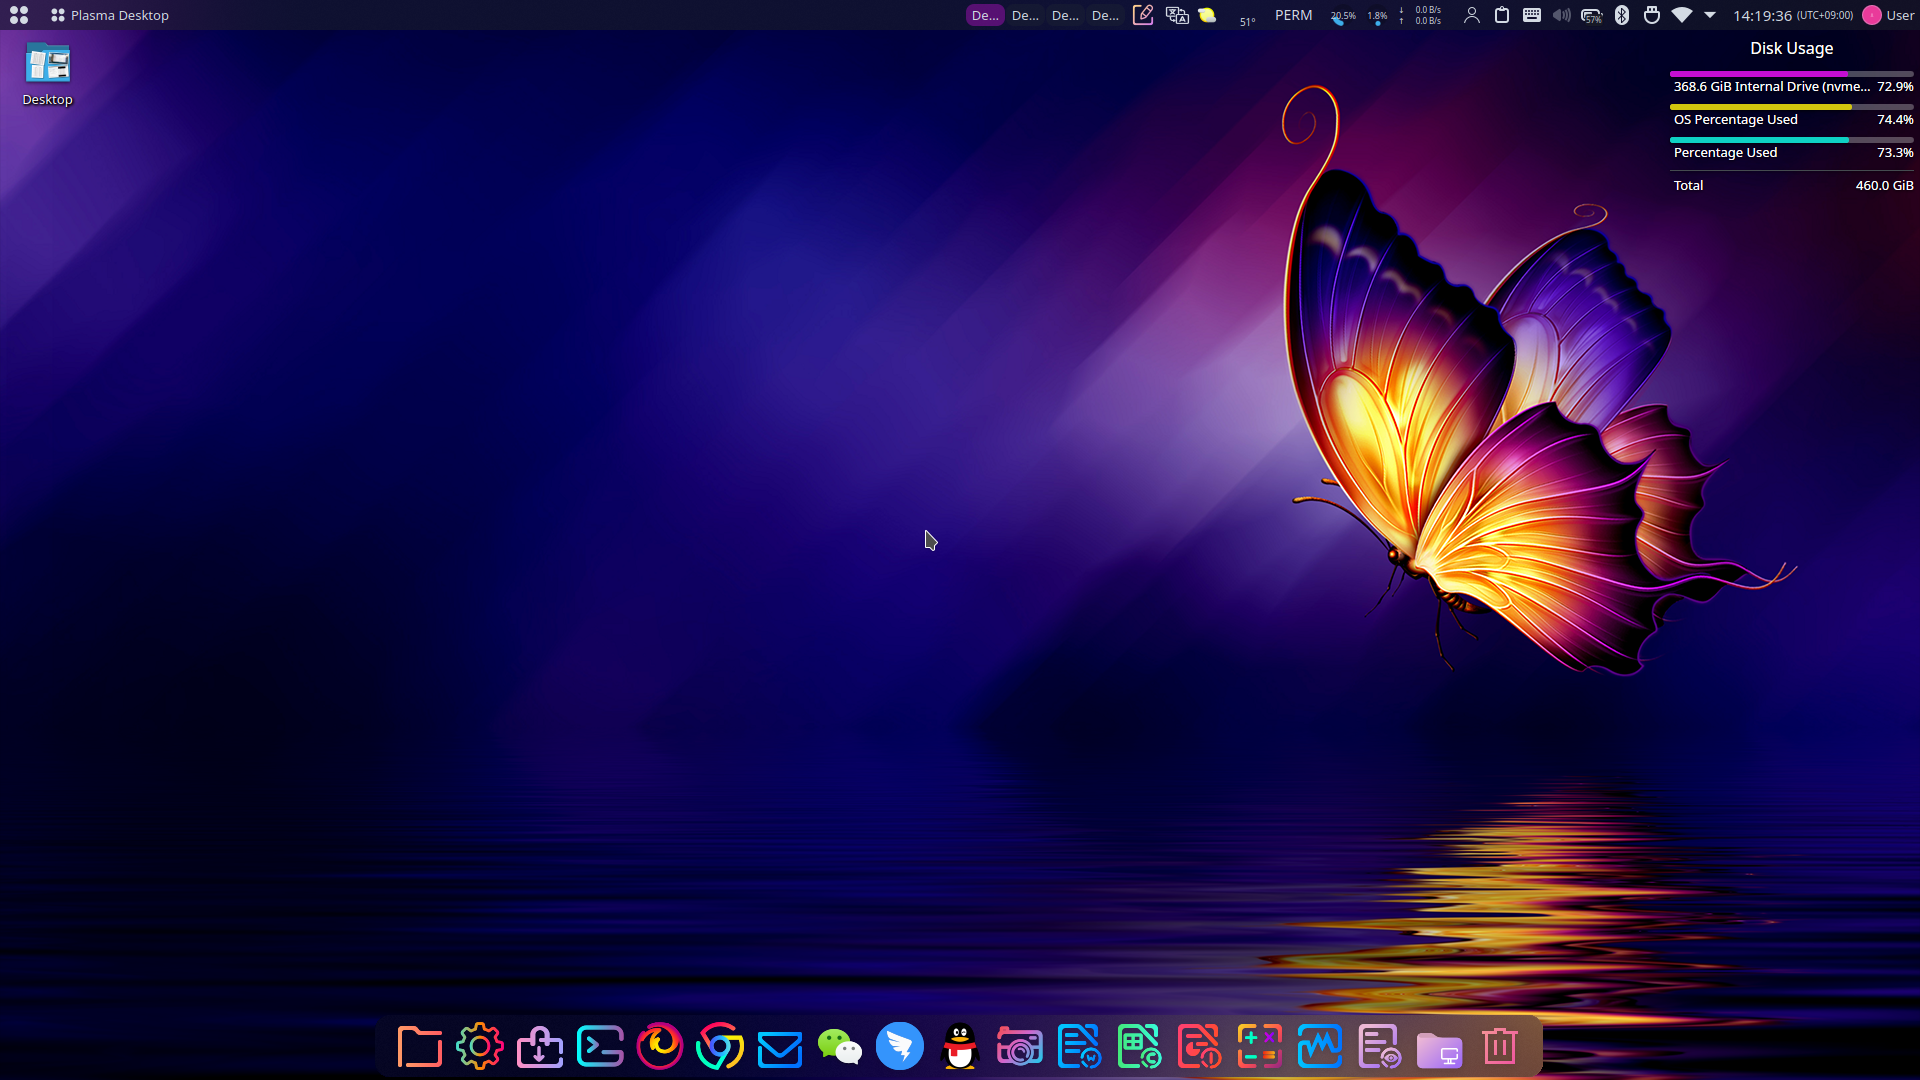 Plasma Desktop
De...
De...
De...
De...
51°
PERM
20.5%
1.8%
0.0 B/s
0.0 B/s
57%
14:19:36 (UTC+09:00)
User
Desktop
Disk Usage
368.6 GiB Internal Drive (nvme... 72.9%
OS Percentage Used 74.4%
Percentage Used 73.3%
Total 460.0 GiB